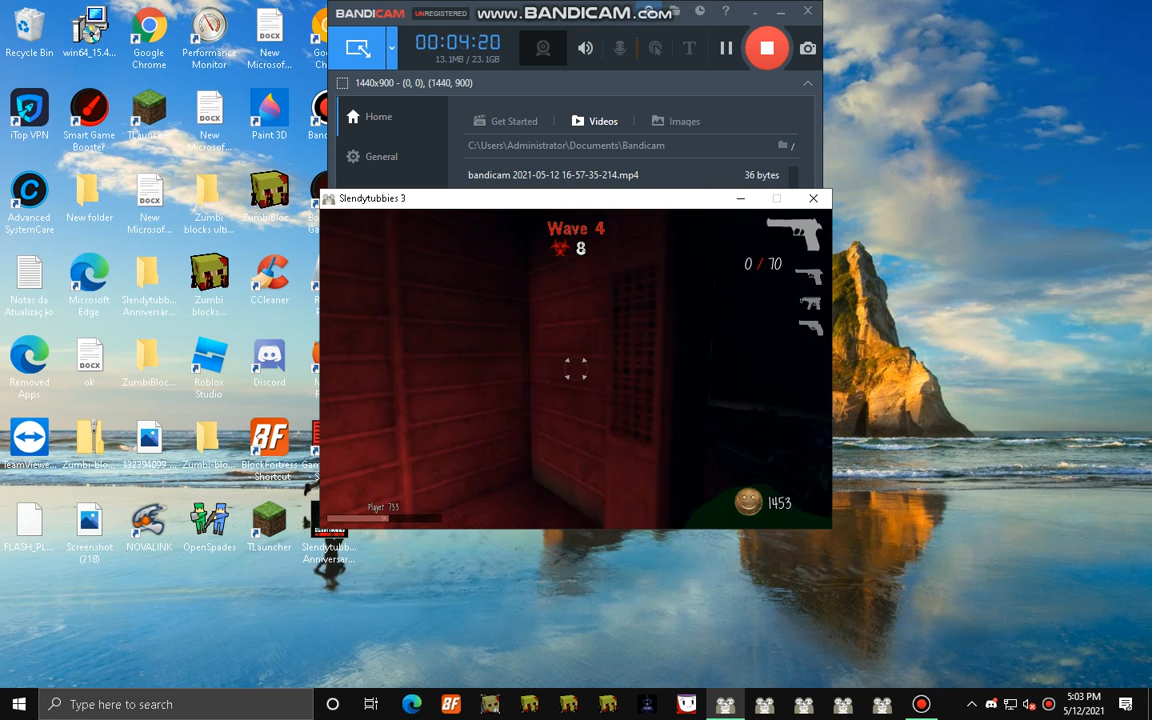 Recycle Bin
win64_15.4...
Google Chrome
Performance Monitor
New Microsof...
iTop VPN
Smart Game Booster
TLauncher
New Microsof...
Paint 3D
Advanced SystemCare
New folder
New Microsof...
Zumbi blocks ulti...
ZumbiBloc...
Notas da Atualização
Microsoft Edge
Slendytubb... Anniversar...
Zumbi blocks...
CCleaner
Removed Apps
ok
ZumbiBloc...
Roblox Studio
Discord
TeamViewe...
Zumbi-blo...
132394099_...
Zumbi-blo...
BlockFortress - Shortcut
FLASH_PL...
Screenshot (218)
NOVALINK
OpenSpades
TLauncher
Slendytubb... Anniversar...
BANDICAM UNREGISTERED www.BANDICAM.com
00:04:20
13.1MB / 23.1GB
1440x900 - (0, 0), (1440, 900)
Home
General
Get Started
Videos
Images
C:\Users\Administrator\Documents\Bandicam
bandicam 2021-05-12 16-57-35-214.mp4 36 bytes
Slendytubbies 3
Wave 4
8
0 / 70
Player 733
1453
Type here to search
5:03 PM
5/12/2021